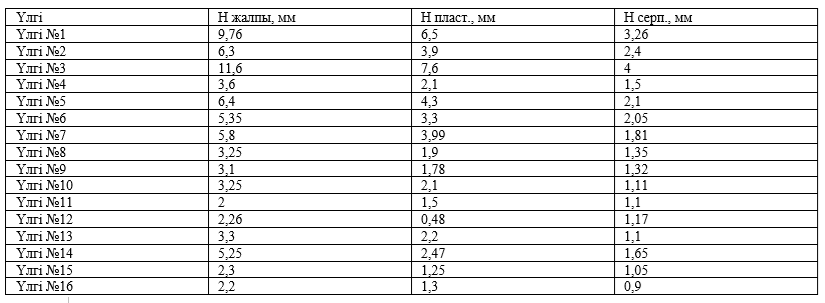 Үлгі Н жалпы, мм Н пласт., мм Н серп., мм
Үлгі №1 9,76 6,5 3,26
Үлгі №2 6,3 3,9 2,4
Үлгі №3 11,6 7,6 4
Үлгі №4 3,6 2,1 1,5
Үлгі №5 6,4 4,3 2,1
Үлгі №6 5,35 3,3 2,05
Үлгі №7 5,8 3,99 1,81
Үлгі №8 3,25 1,9 1,35
Үлгі №9 3,1 1,78 1,32
Үлгі №10 3,25 2,1 1,11
Үлгі №11 2 1,5 1,1
Үлгі №12 2,26 0,48 1,17
Үлгі №13 3,3 2,2 1,1
Үлгі №14 5,25 2,47 1,65
Үлгі №15 2,3 1,25 1,05
Үлгі №16 2,2 1,3 0,9